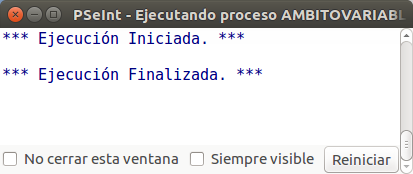 PSeInt - Ejecutando proceso AMBITOVARIABL
*** Ejecución Iniciada. ***
*** Ejecución Finalizada. ***
No cerrar esta ventana Siempre visible Reiniciar